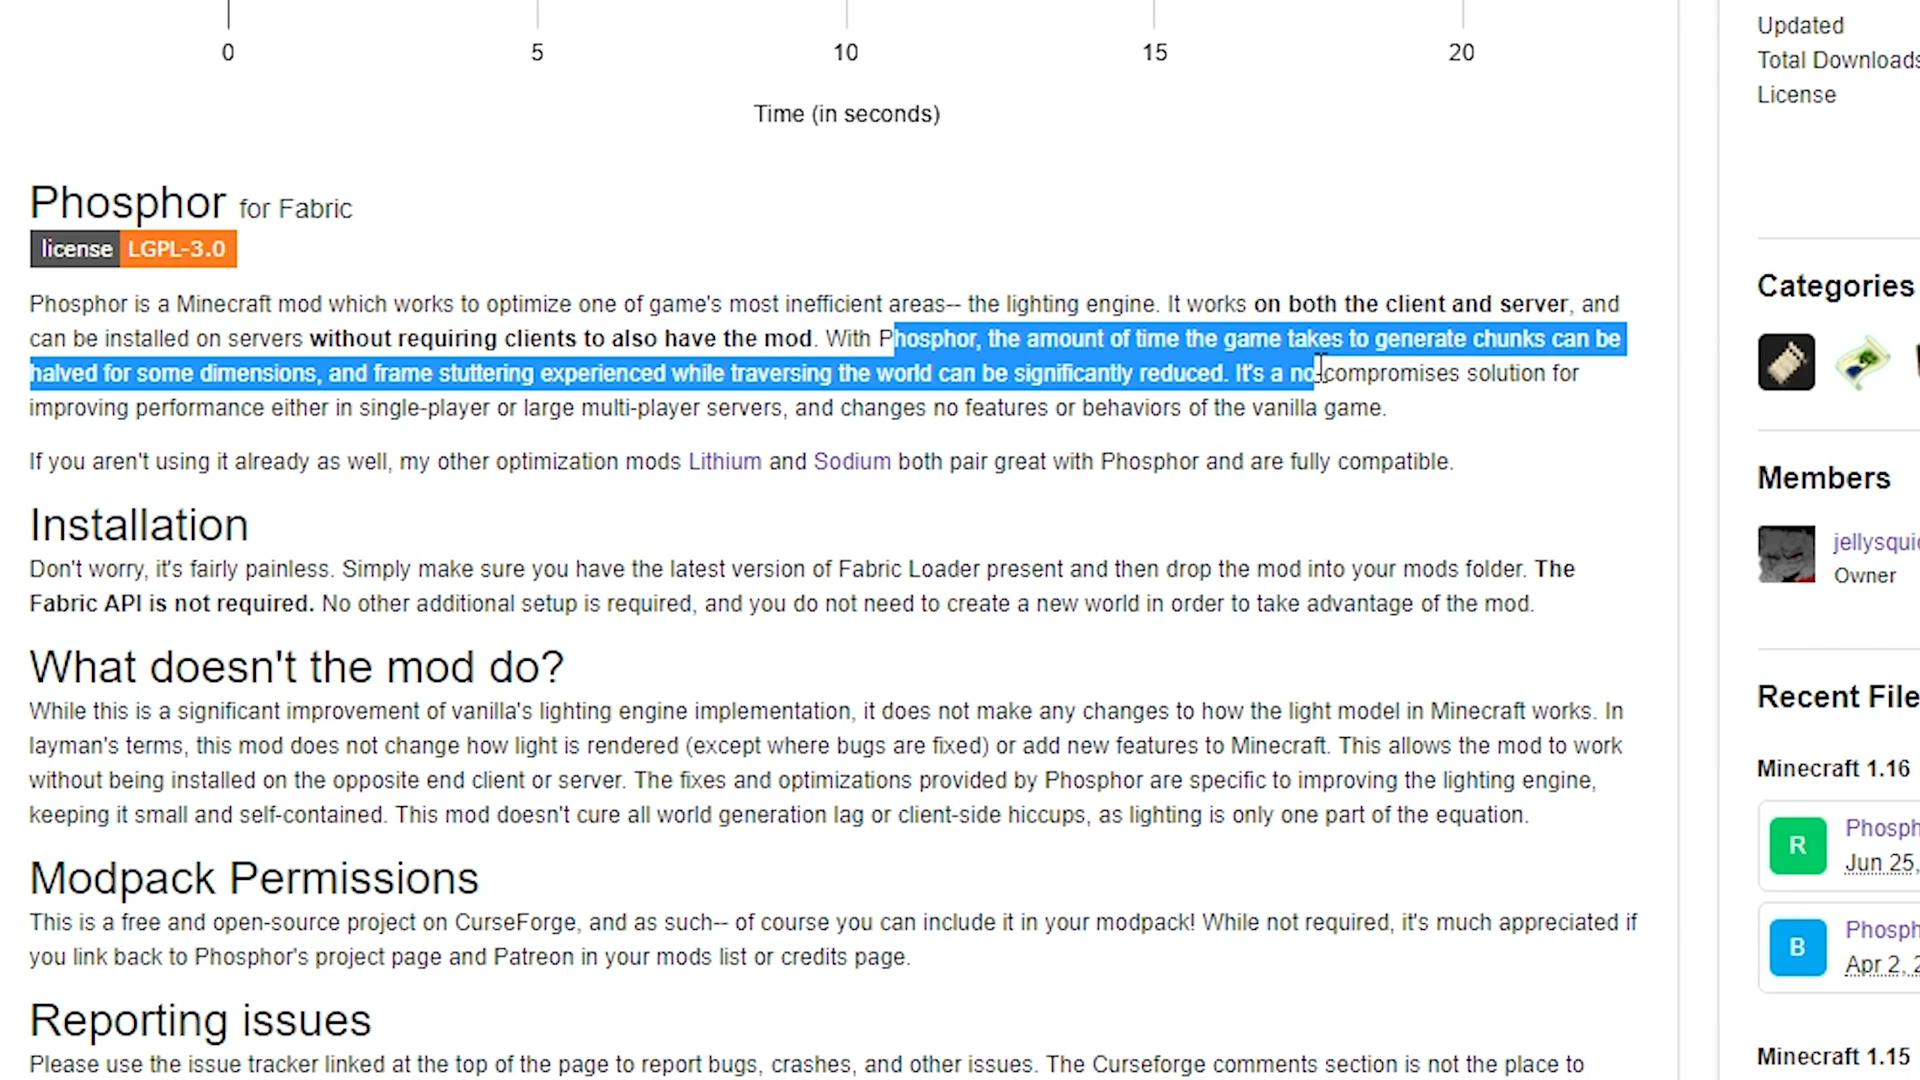 0 5 10 15 20
Time (in seconds)
Phosphor for Fabric
license LGPL-3.0
Phosphor is a Minecraft mod which works to optimize one of game's most inefficient areas-- the lighting engine. It works on both the client and server, and
can be installed on servers without requiring clients to also have the mod. With Phosphor, the amount of time the game takes to generate chunks can be
halved for some dimensions, and frame stuttering experienced while traversing the world can be significantly reduced. It's a no-compromises solution for
improving performance either in single-player or large multi-player servers, and changes no features or behaviors of the vanilla game.
If you aren't using it already as well, my other optimization mods Lithium and Sodium both pair great with Phosphor and are fully compatible.
Installation
Don't worry, it's fairly painless. Simply make sure you have the latest version of Fabric Loader present and then drop the mod into your mods folder. The
Fabric API is not required. No other additional setup is required, and you do not need to create a new world in order to take advantage of the mod.
What doesn't the mod do?
While this is a significant improvement of vanilla's lighting engine implementation, it does not make any changes to how the light model in Minecraft works. In
layman's terms, this mod does not change how light is rendered (except where bugs are fixed) or add new features to Minecraft. This allows the mod to work
without being installed on the opposite end client or server. The fixes and optimizations provided by Phosphor are specific to improving the lighting engine,
keeping it small and self-contained. This mod doesn't cure all world generation lag or client-side hiccups, as lighting is only one part of the equation.
Modpack Permissions
This is a free and open-source project on CurseForge, and as such-- of course you can include it in your modpack! While not required, it's much appreciated if
you link back to Phosphor's project page and Patreon in your mods list or credits page.
Reporting issues
Please use the issue tracker linked at the top of the page to report bugs, crashes, and other issues. The Curseforge comments section is not the place to
Updated
Total Downloads
License
Categories
Members
jellysqui
Owner
Recent File
Minecraft 1.16
R Phosph
Jun 25,
B Phosph
Apr 2, 2
Minecraft 1.15